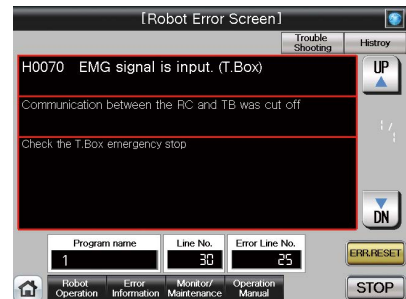 [Robot Error Screen]
Trouble Shooting
Histroy
H0070 EMG signal is input. (T.Box)
UP
Communication between the RC and TB was cut off
1/1
Check the T.Box emergency stop
DN
Program name
Line No.
Error Line No.
1
30
25
ERR.RESET
Robot Operation
Error Information
Monitor/ Maintenance
Operation Manual
STOP